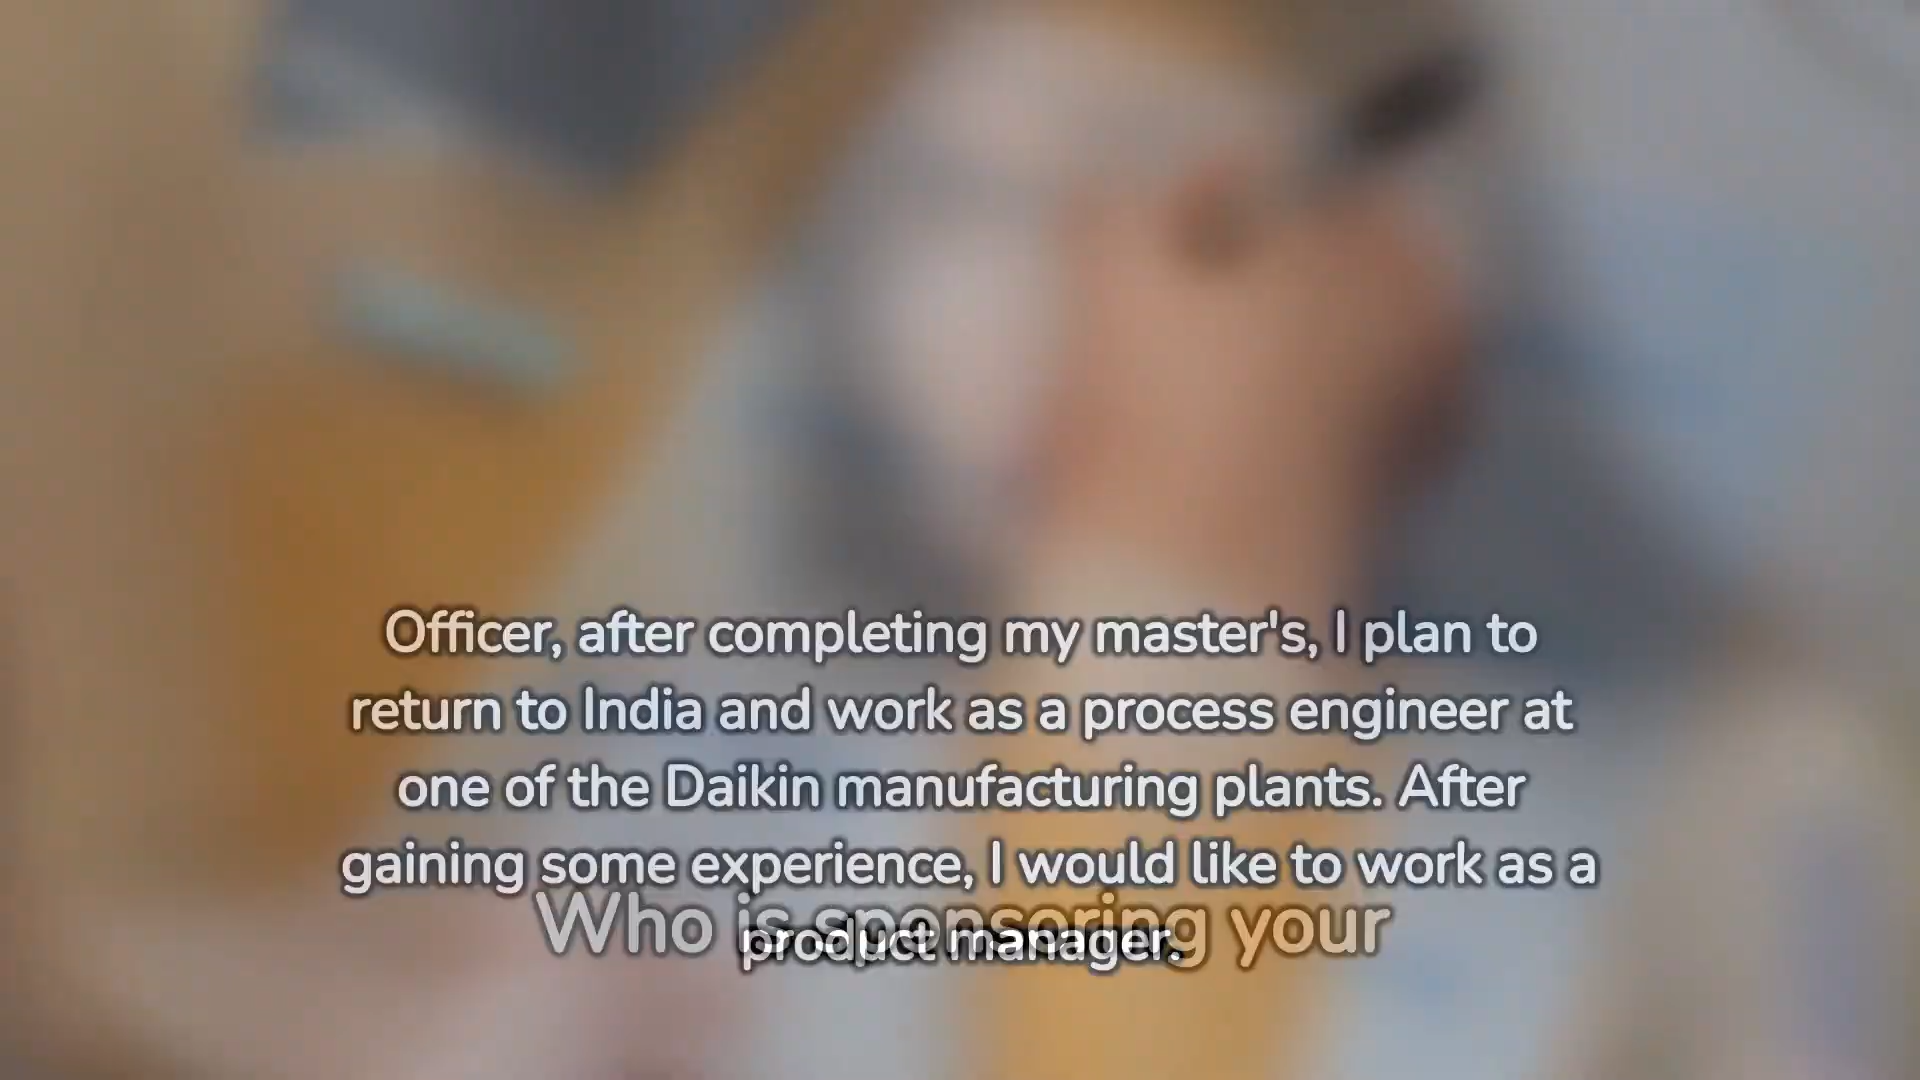 Officer, after completing my master's, I plan to
return to India and work as a process engineer at
one of the Daikin manufacturing plants. After
gaining some experience, I would like to work as a
product manager.
Who is sponsoring your